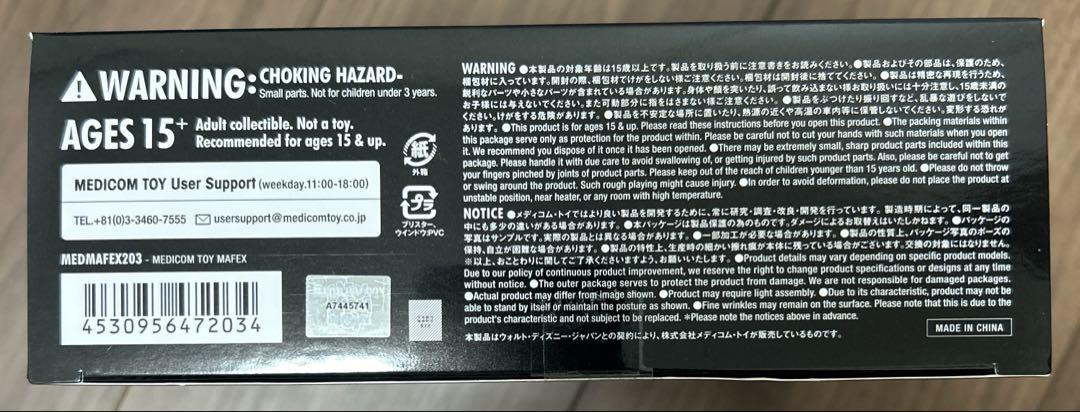 WARNING: CHOKING HAZARD-
Small parts. Not for children under 3 years.
AGES 15+ Adult collectible. Not a toy.
Recommended for ages 15 & up.
MEDICOM TOY User Support (weekday.11:00-18:00)
TEL.+81(0)3-3460-7555 usersupport@medicomtoy.co.jp
MEDMAFEX203 - MEDICOM TOY MAFEX
4530956472034
A7445741
紙
外箱
プラ
ブリスター、
ウインドウ:PVC
WARNING ●本製品の対象年齢は15歳以上です。製品を取り扱う前に注意書きをお読みください。●製品およびその部品は、保護のため、
梱包材に入っています。開封の際、梱包材でけがをしない様ご注意ください。梱包材は開封後に捨ててください。●製品は精密な再現を行うため、
鋭利なパーツや小さなパーツが含まれている場合があります。身体や顔を突いたり、誤って飲み込まない様お取り扱いには十分注意し、15歳未満の
お子様には与えないでください。また可動部分に指をはさまない様ご注意ください。●製品をぶつけたり振り回すなど、乱暴な遊びをしないで
ください。けがをする危険があります。●製品を不安定な場所に置いたり、熱源の近くや高温の車内等に保管しないでください。変形する恐れが
あります。●This product is for ages 15 & up. Please read these instructions before you open this product. ●The packing materials within
this package serve only as protection for the product within. Please be careful not to cut your hands with such materials when you open
it. We recommend you dispose of it once it has been opened. ●There may be extremely small, sharp product parts included within this
package. Please handle it with due care to avoid swallowing of, or getting injured by such product parts. Also, please be careful not to get
your fingers pinched by joints of product parts. Please keep out of the reach of children younger than 15 years old. ●Please do not throw
or swing around the product. Such rough playing might cause injury. ●In order to avoid deformation, please do not place the product at
unstable position, near heater, or any room with high temperature.
NOTICE ●メディコム・トイではより良い製品を開発するために、常に研究・調査・改良・開発を行っています。製造時期によって、同一製品の
中にも多少の違いがある場合があります。●本パッケージは製品保護の為のものです。ダメージによるお取替えはいたしかねます。●パッケージの
写真はサンプルです。実際の製品とは異なる場合があります。●一部加工が必要な場合があります。●製品の性質上、パッケージ写真のポーズの
保持、自立が困難な場合があります。●製品の特性上、生産時の細かい擦れ痕が本体に残っている場合がございます。交換の対象にはなりません。
※以上、おことわりに関してご了承くださいますよう、お願いいたします。●Product details may vary depending on specific product models.
Due to our policy of continuous product improvement, we reserve the right to change product specifications or designs at any time
without notice. ●The outer package serves to protect the product from damage. We are not responsible for damaged packages.
●Actual product may differ from image shown. ●Product may require light assembly. ●Due to its characteristic, product may not be
able to stand by itself or maintain the posture as shown. ●Fine wrinkles may remain on the surface. Please note that this is due to the
product's characteristic and not subject to be replaced. ※Please note the notices above in advance.
本製品はウォルト・ディズニー・ジャパンとの契約により、株式会社メディコム・トイが販売しているものです。
MADE IN CHINA